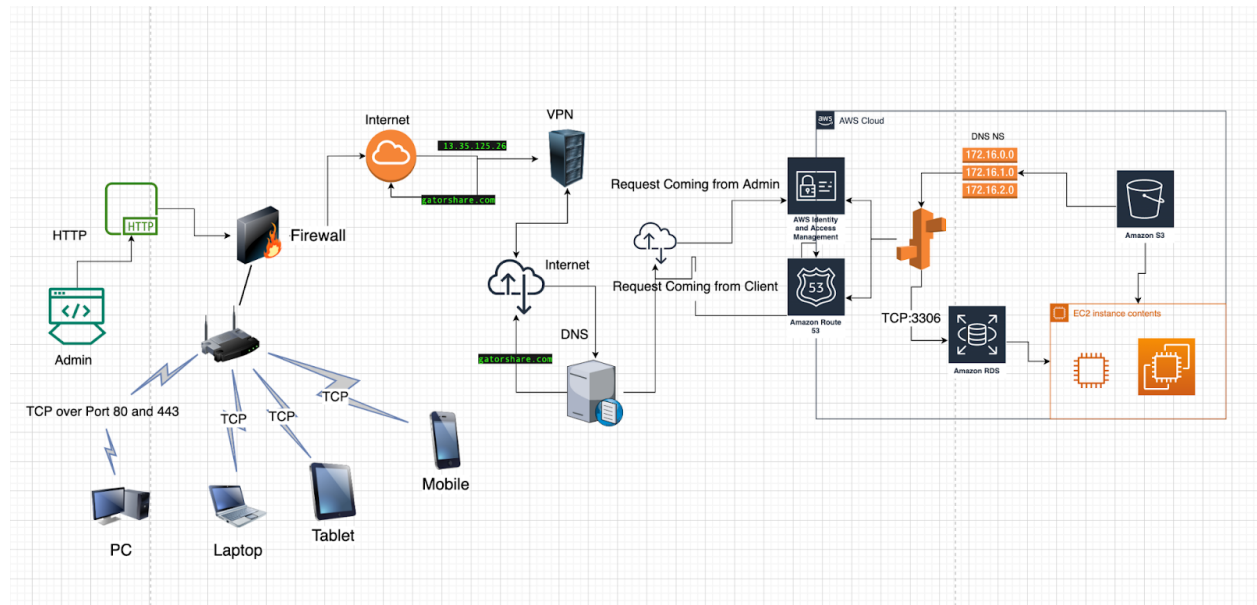 HTTP
HTTP
Admin
Firewall
Internet
13.35.125.26
gatorshare.com
VPN
Internet
DNS
gatorshare.com
TCP over Port 80 and 443
TCP
TCP
TCP
PC
Laptop
Tablet
Mobile
Request Coming from Admin
Request Coming from Client
aws
AWS Cloud
AWS Identity
and Access
Management
53
Amazon Route
53
DNS NS
172.16.0.0
172.16.1.0
172.16.2.0
Amazon S3
TCP:3306
Amazon RDS
EC2 instance contents